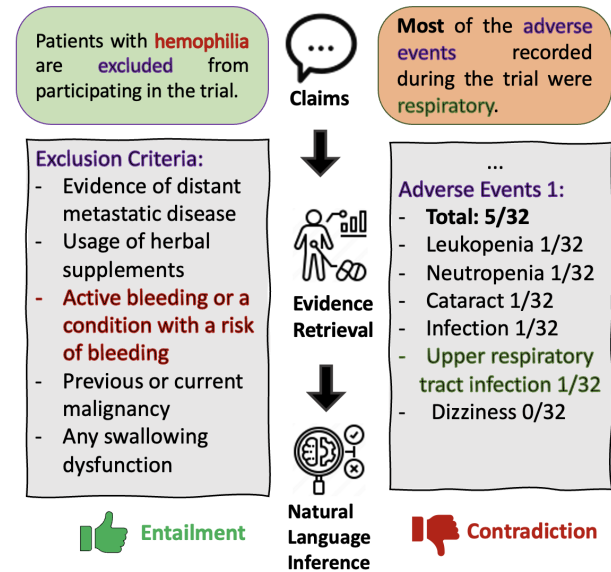 Patients with hemophilia
are excluded from
participating in the trial.
Claims
Most of the adverse
events recorded
during the trial were
respiratory.
Exclusion Criteria:
- Evidence of distant
metastatic disease
- Usage of herbal
supplements
- Active bleeding or a
condition with a risk
of bleeding
- Previous or current
malignancy
- Any swallowing
dysfunction
Evidence
Retrieval
...
Adverse Events 1:
- Total: 5/32
- Leukopenia 1/32
- Neutropenia 1/32
- Cataract 1/32
- Infection 1/32
- Upper respiratory
tract infection 1/32
- Dizziness 0/32
Entailment
Natural
Language
Inference
Contradiction